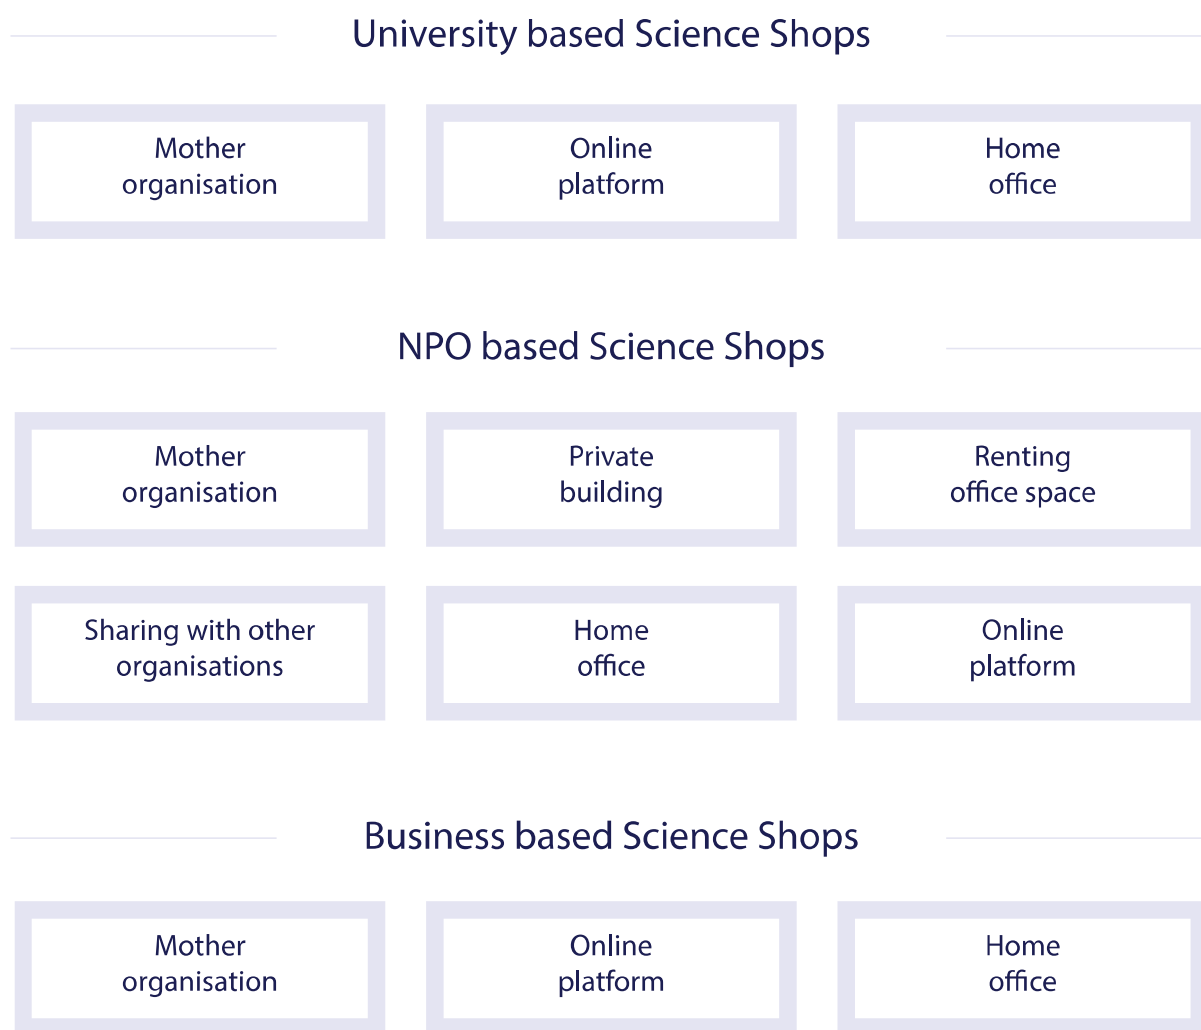 University based Science Shops
Mother
organisation
Online
platform
Home
office
NPO based Science Shops
Mother
organisation
Private
building
Renting
office space
Sharing with other
organisations
Home
office
Online
platform
Business based Science Shops
Mother
organisation
Online
platform
Home
office